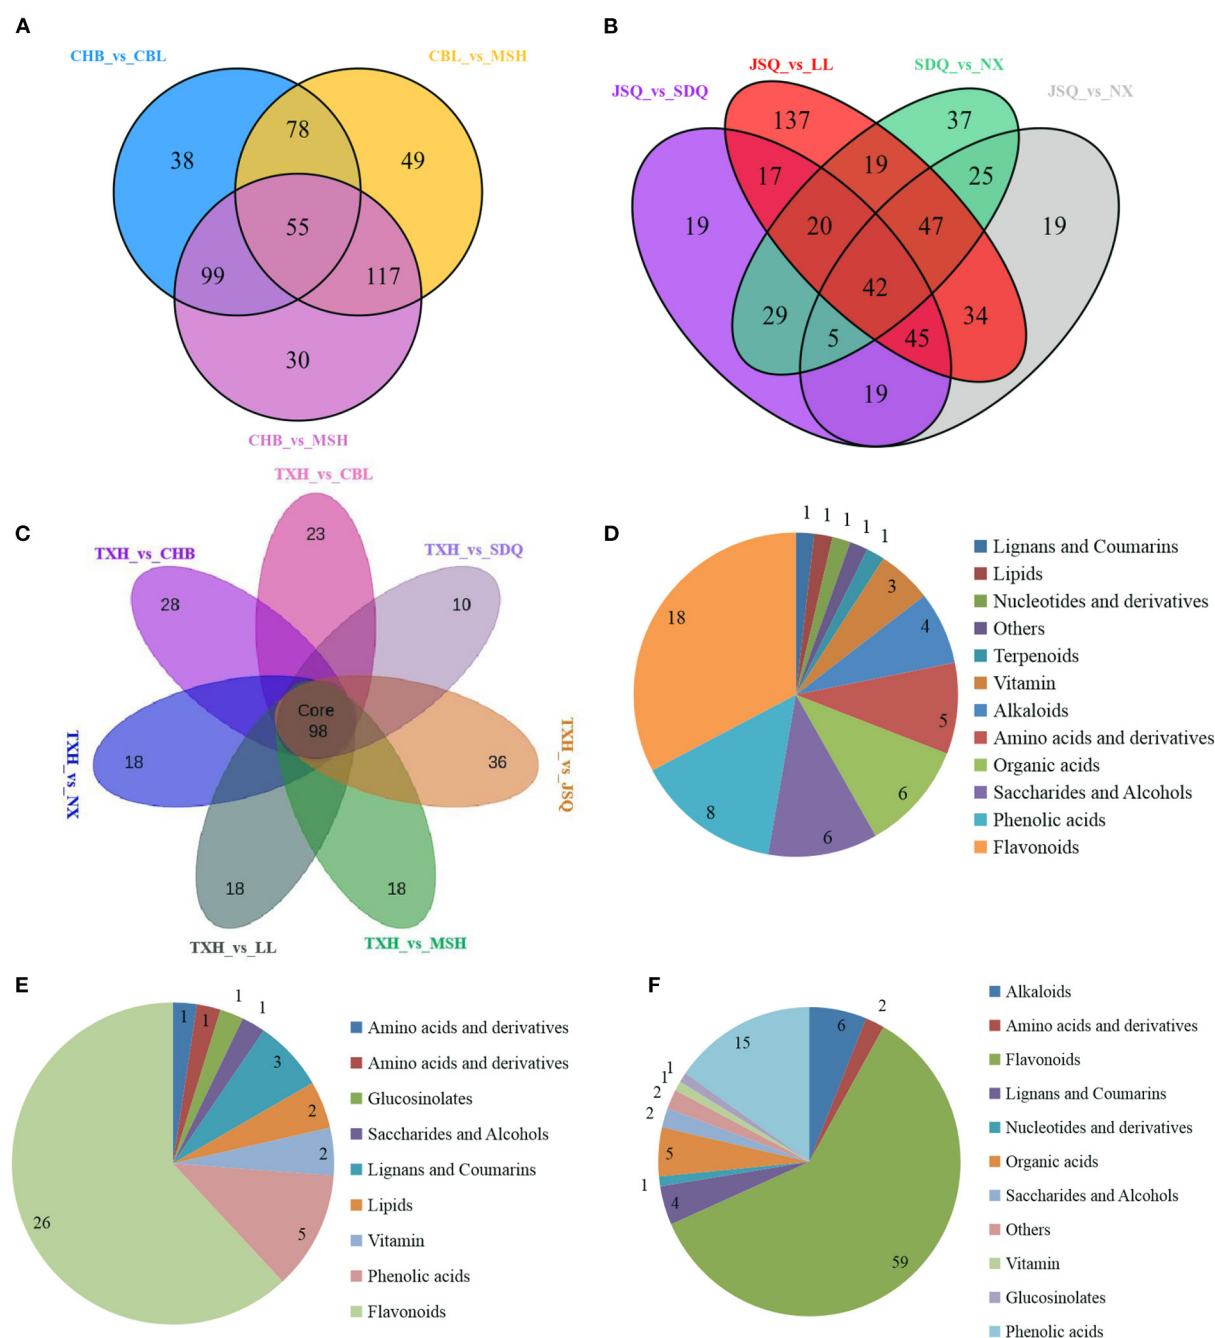 A
CHB_vs_CBL
CBL_vs_MSH
38
78
49
55
99
117
30
CHB_vs_MSH
B
JSQ_vs_SDQ
JSQ_vs_LL
SDQ_vs_NX
JSQ_vs_NX
137
37
17
19
25
19
20
47
19
42
29
5
45
34
19
C
TXH_vs_CBL
TXH_vs_CHB
TXH_vs_SDQ
23
28
10
Core
98
18
36
TXH_vs_NX
TXH_vs_JSQ
18
18
TXH_vs_LL
TXH_vs_MSH
D
1
1
1
1
1
3
4
5
6
6
8
18
Lignans and Coumarins
Lipids
Nucleotides and derivatives
Others
Terpenoids
Vitamin
Alkaloids
Amino acids and derivatives
Organic acids
Saccharides and Alcohols
Phenolic acids
Flavonoids
E
1
1
1
1
3
2
2
5
26
Amino acids and derivatives
Amino acids and derivatives
Glucosinolates
Saccharides and Alcohols
Lignans and Coumarins
Lipids
Vitamin
Phenolic acids
Flavonoids
F
6
2
59
4
1
5
2
2
1
1
15
Alkaloids
Amino acids and derivatives
Flavonoids
Lignans and Coumarins
Nucleotides and derivatives
Organic acids
Saccharides and Alcohols
Others
Vitamin
Glucosinolates
Phenolic acids